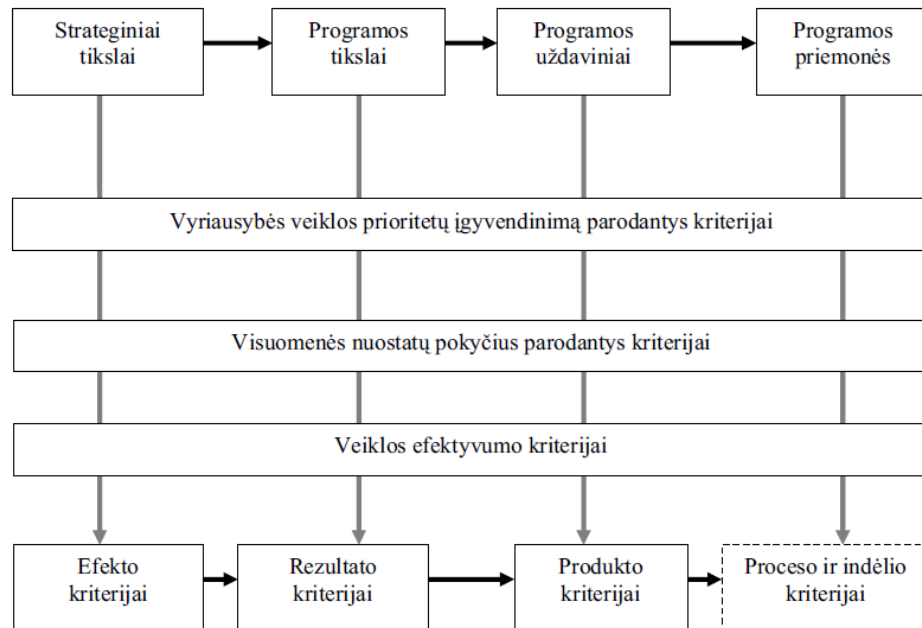 Strateginiai
tikslai
Programos
tikslai
Programos
uždaviniai
Programos
priemonės
Vyriausybės veiklos prioritetų įgyvendinimą parodantys kriterijai
Visuomenės nuostatų pokyčius parodantys kriterijai
Veiklos efektyvumo kriterijai
Efekto
kriterijai
Rezultato
kriterijai
Produkto
kriterijai
Proceso ir indėlio
kriterijai